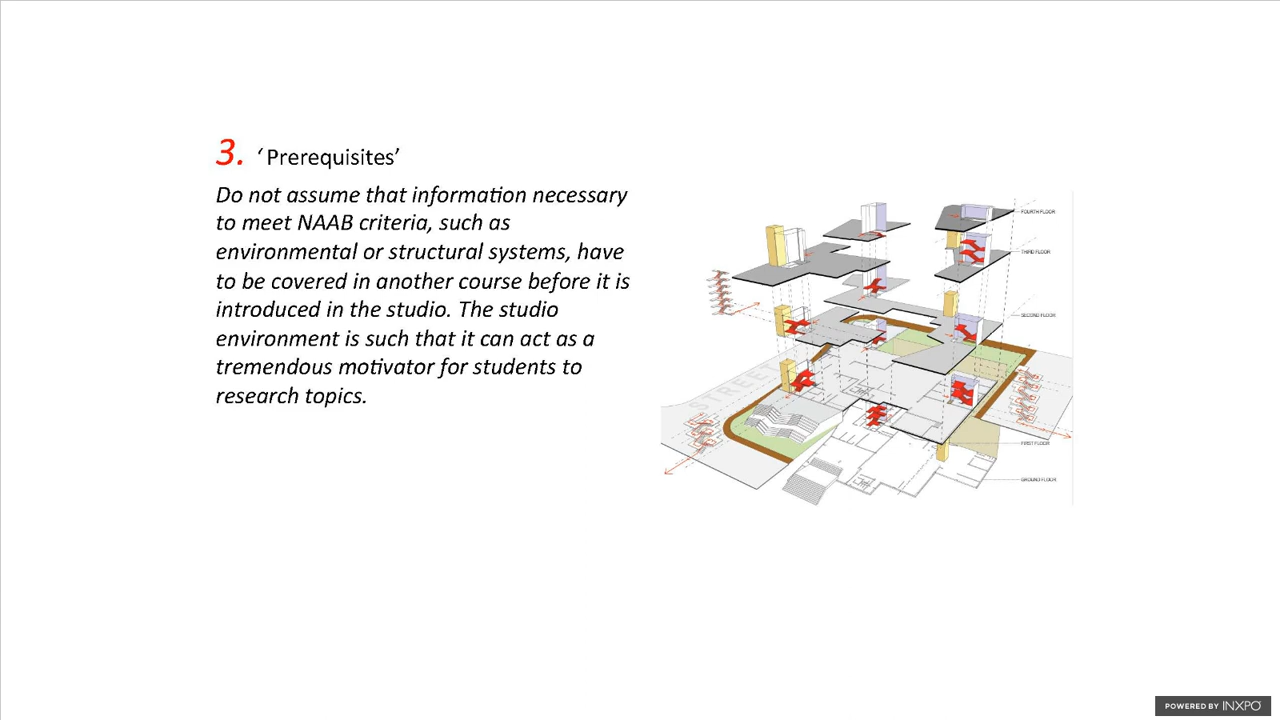 3. ‘ Prerequisites’
Do not assume that information necessary
to meet NAAB criteria, such as
environmental or structural systems, have
to be covered in another course before it is
introduced in the studio. The studio
environment is such that it can act as a
tremendous motivator for students to
research topics.
FOURTH FLOOR
THIRD FLOOR
SECOND FLOOR
STREET
FIRST FLOOR
GROUND FLOOR
POWERED BY INXPO